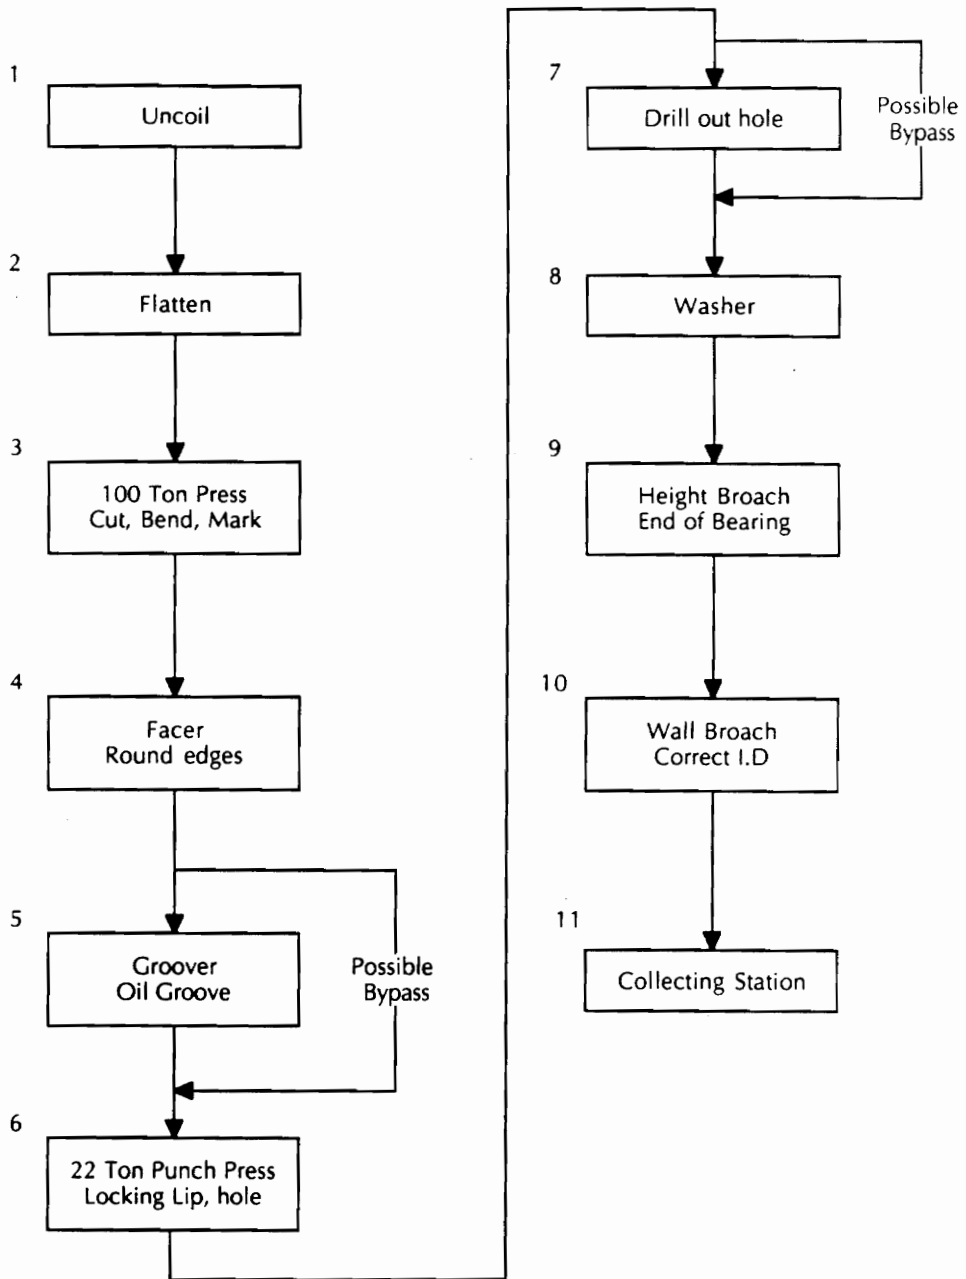 1
Uncoil
2
Flatten
3
100 Ton Press
Cut, Bend, Mark
4
Facer
Round edges
5
Groover
Oil Groove
Possible
Bypass
6
22 Ton Punch Press
Locking Lip, hole
7
Drill out hole
Possible
Bypass
8
Washer
9
Height Broach
End of Bearing
10
Wall Broach
Correct I.D
11
Collecting Station